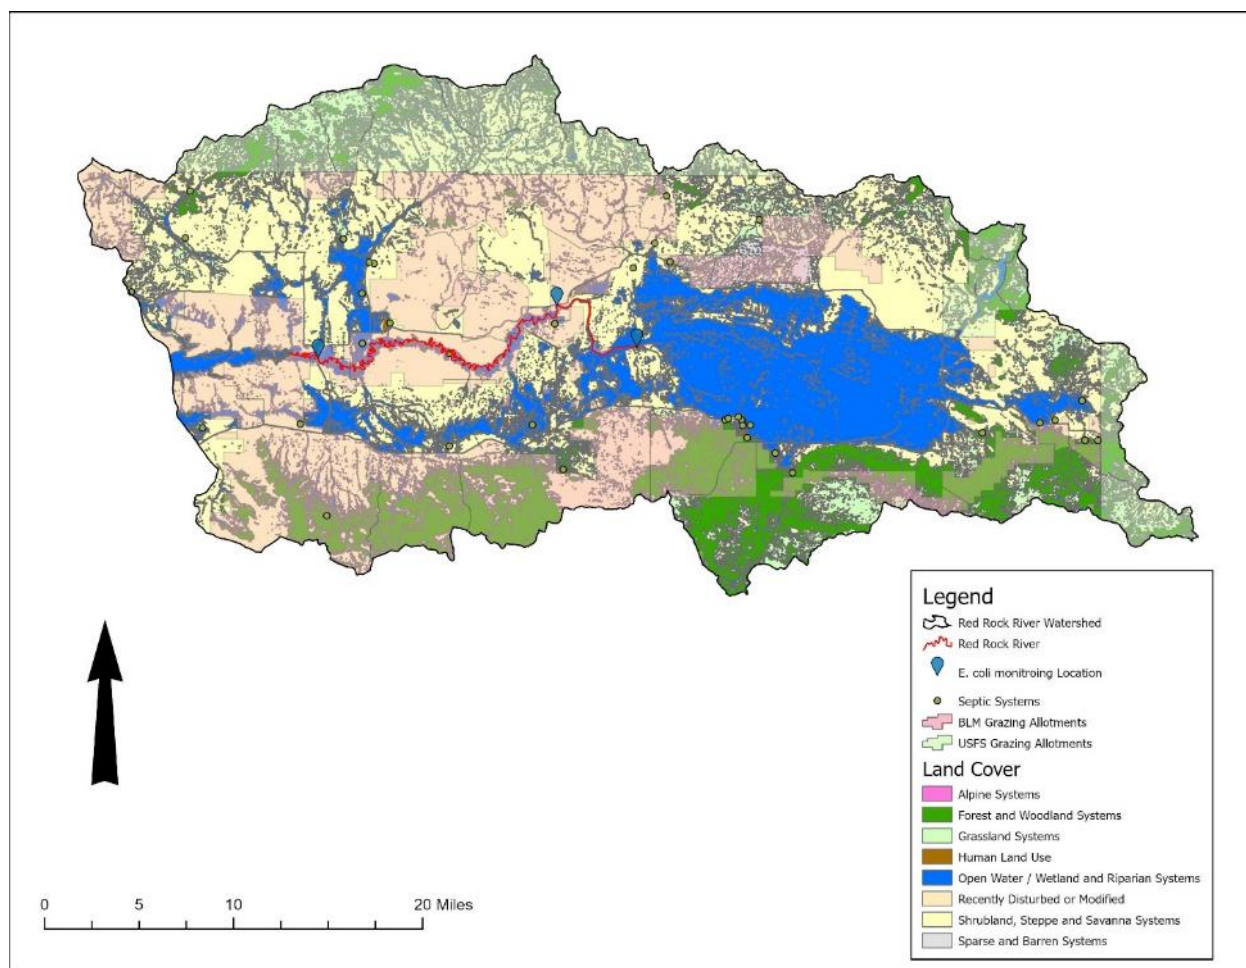 Legend
Red Rock River Watershed
Red Rock River
E. coli monitroing Location
Septic Systems
BLM Grazing Allotments
USFS Grazing Allotments
Land Cover
Alpine Systems
Forest and Woodland Systems
Grassland Systems
Human Land Use
Open Water / Wetland and Riparian Systems
Recently Disturbed or Modified
Shrubland, Steppe and Savanna Systems
Sparse and Barren Systems
0 5 10 20 Miles